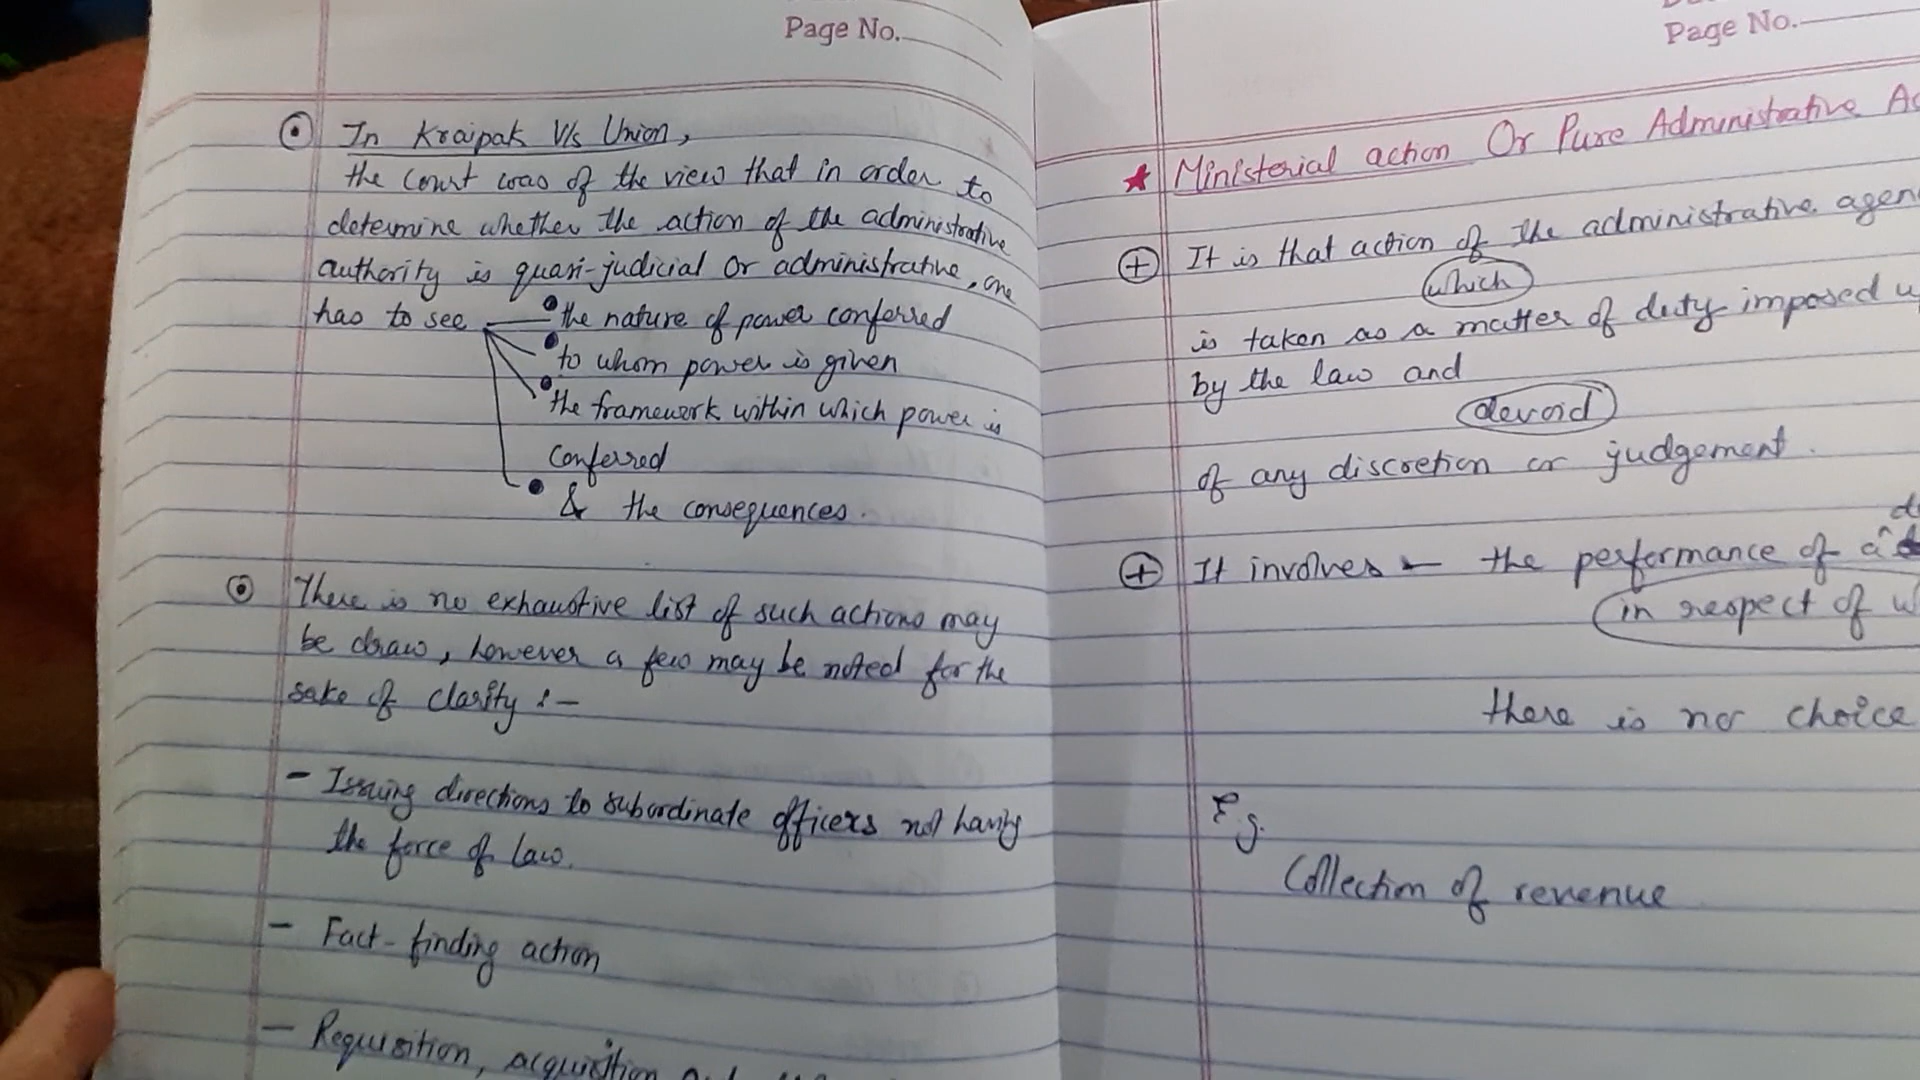 Page No.
In Kraipak V/s Union,
the Court was of the view that in order to
determine whether the action of the administrative
authority is quasi-judicial or administrative, one
has to see
the nature of power conferred
to whom power is given
the framework within which power is
conferred
& the consequences.
There is no exhaustive list of such actions may
be draw, however a few may be noted for the
sake of clarity :-
- Issuing directions to subordinate officers not having
the force of law.
- Fact-finding action
- Requisition, acquisition
Page No.
★ Ministerial action Or Pure Administrative
It is that action of the administrative
which
is taken as a matter of duty imposed
by the law and
devoid
of any discretion or judgement.
It involves - the performance of a
in respect of
there is no choice
E.g.
Collection of revenue